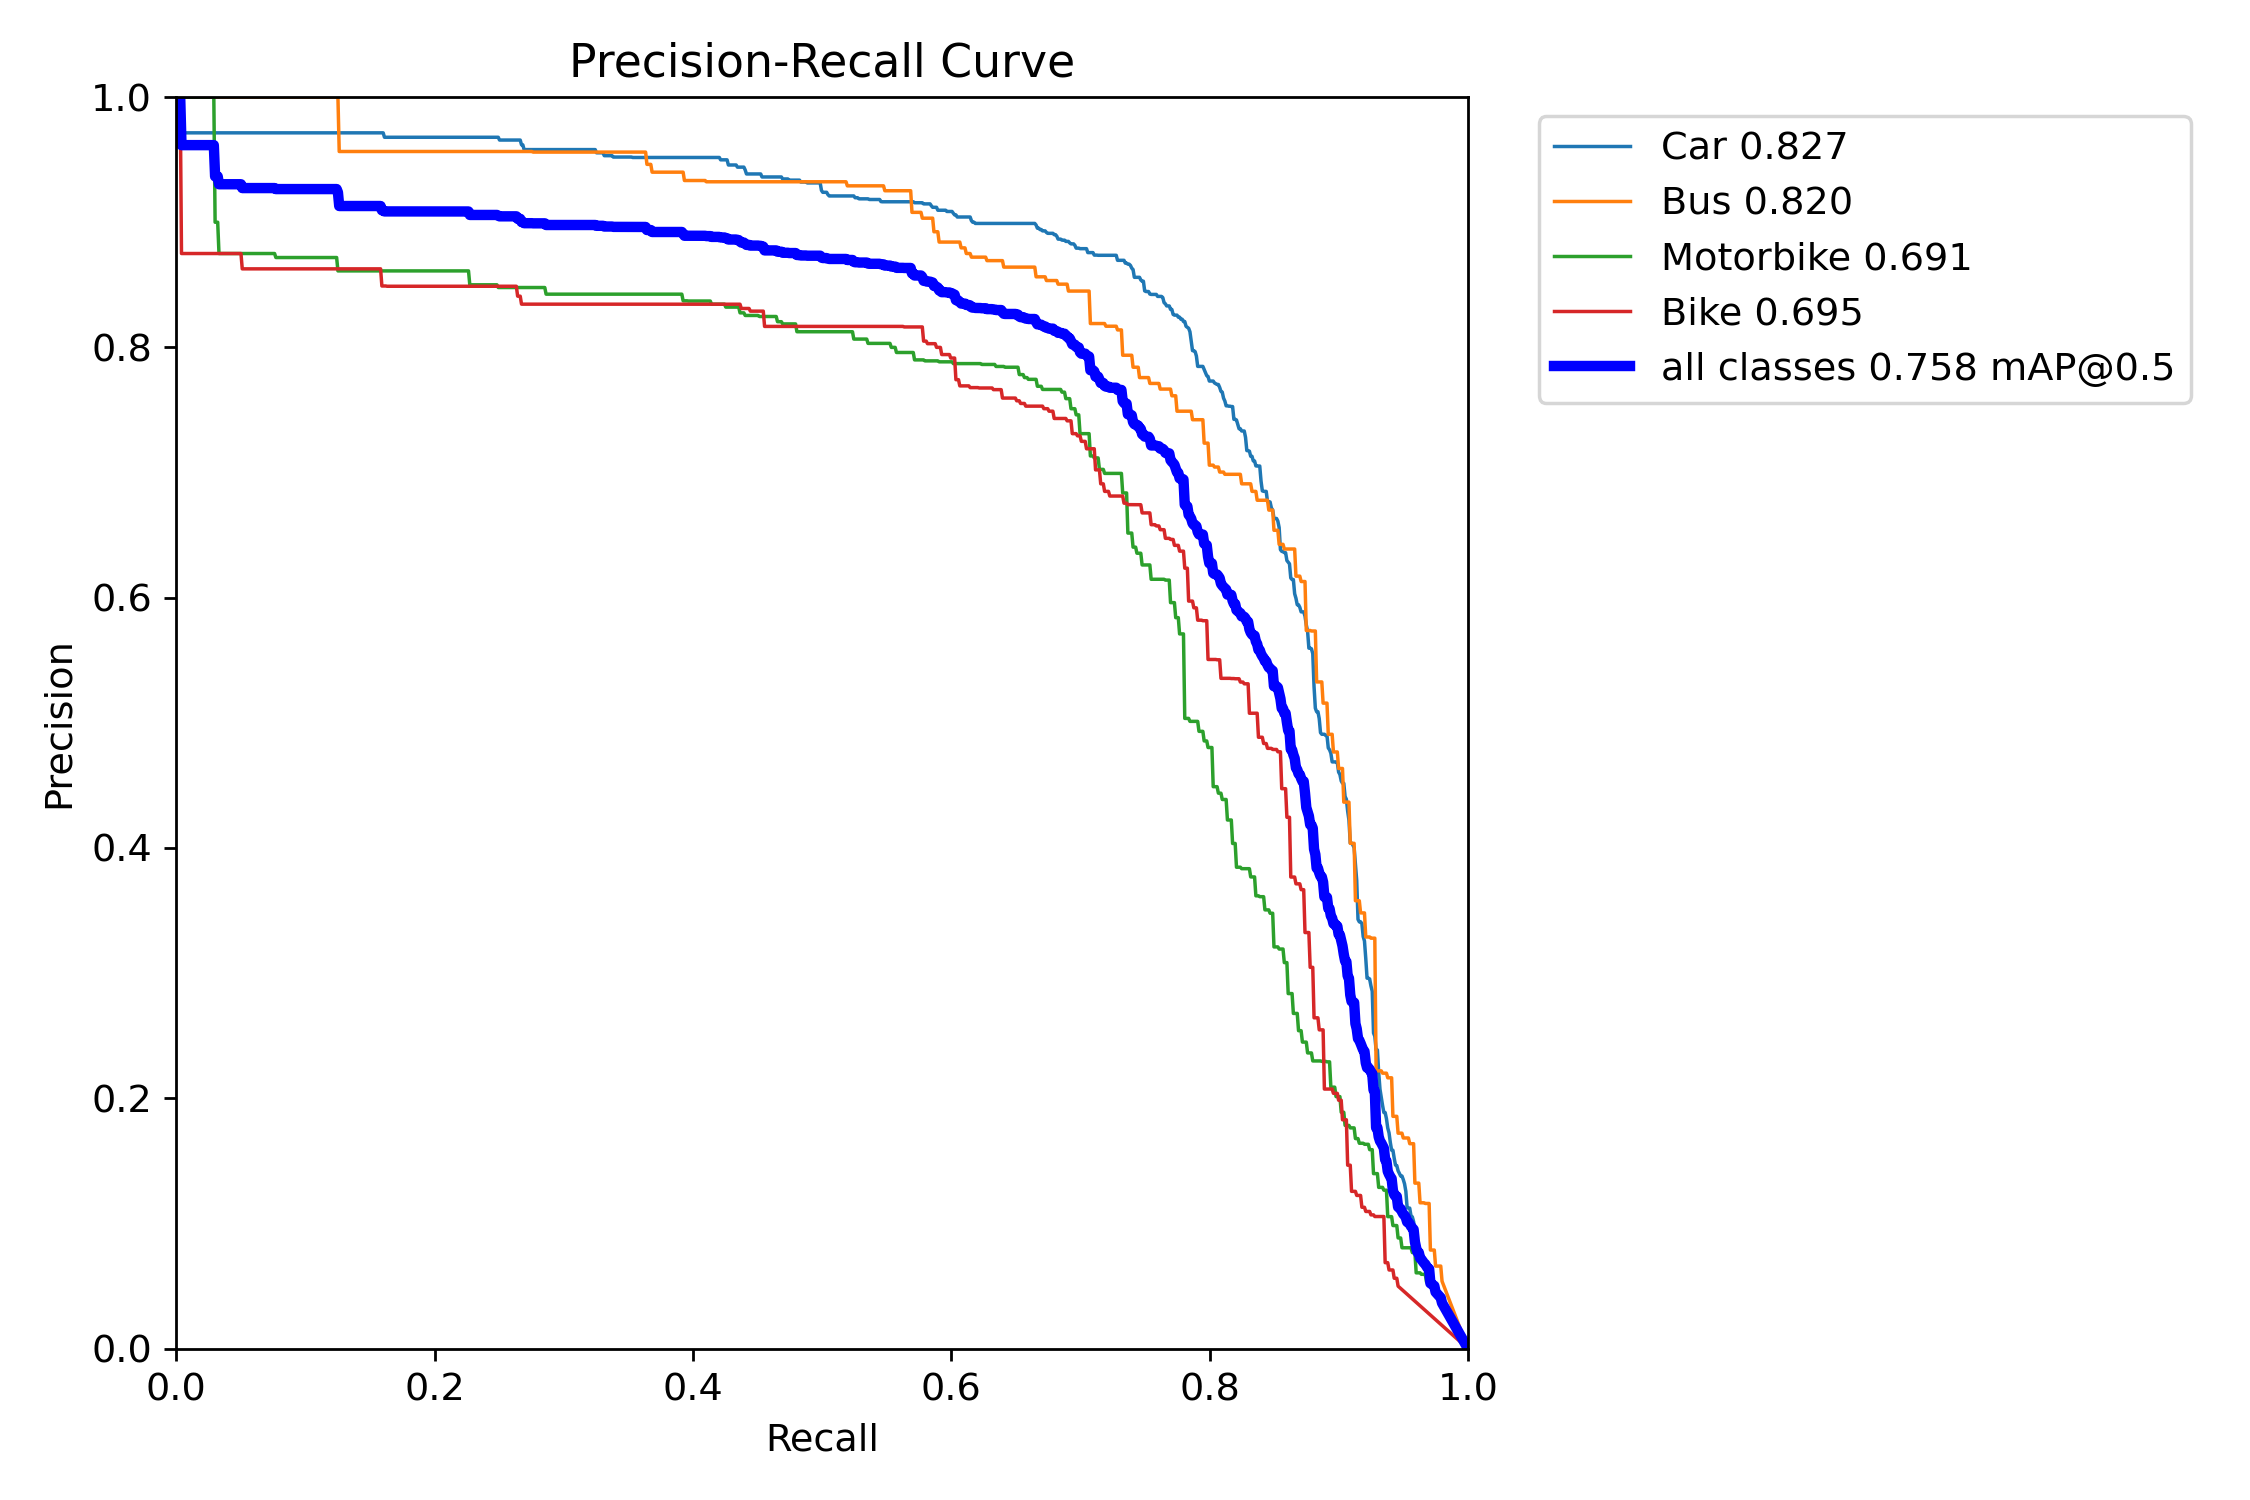 Precision-Recall Curve
1.0
0.8
0.6
0.4
0.2
0.0
Precision
0.0 0.2 0.4 0.6 0.8 1.0
Recall
Car 0.827
Bus 0.820
Motorbike 0.691
Bike 0.695
all classes 0.758 mAP@0.5